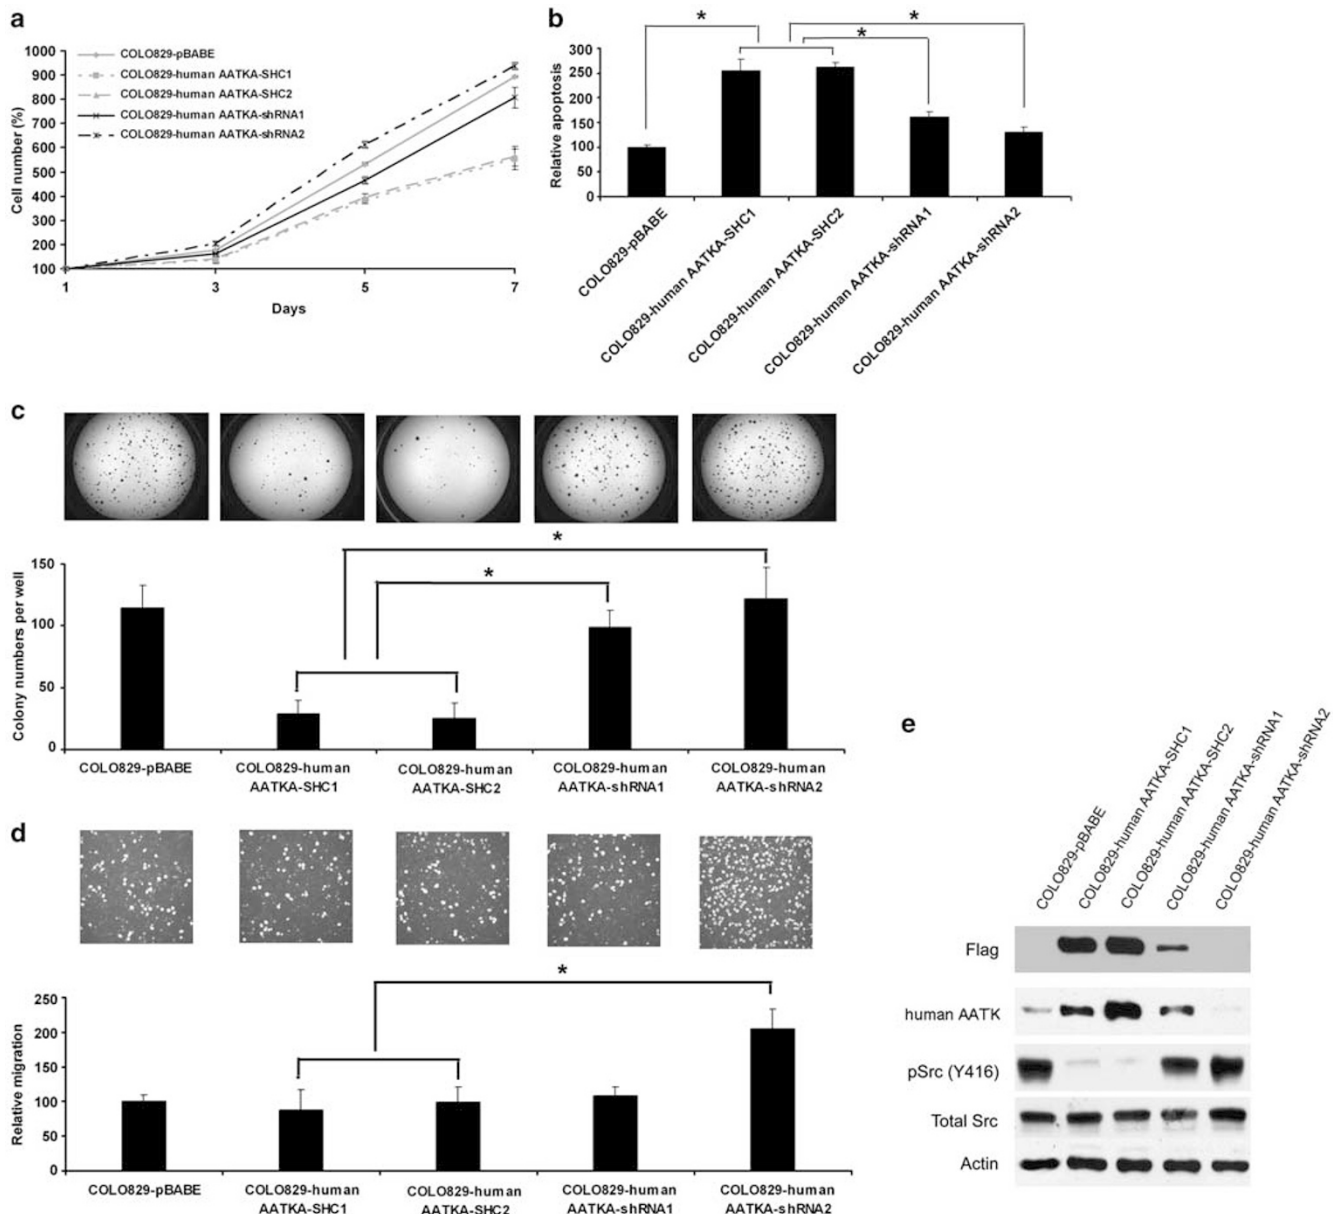 a
1000
900
800
700
600
500
400
300
200
100
Cell number (%)
COLO829-pBABE
COLO829-human AATKA-SHC1
COLO829-human AATKA-SHC2
COLO829-human AATKA-shRNA1
COLO829-human AATKA-shRNA2
1
3
5
7
Days
b
*
*
*
300
250
200
150
100
50
0
Relative apoptosis
COLO829-pBABE
COLO829-human AATKA-SHC1
COLO829-human AATKA-SHC2
COLO829-human AATKA-shRNA1
COLO829-human AATKA-shRNA2
c
*
*
150
100
50
0
Colony numbers per well
COLO829-pBABE
COLO829-human
AATKA-SHC1
COLO829-human
AATKA-SHC2
COLO829-human
AATKA-shRNA1
COLO829-human
AATKA-shRNA2
d
*
250
200
150
100
50
0
Relative migration
COLO829-pBABE
COLO829-human
AATKA-SHC1
COLO829-human
AATKA-SHC2
COLO829-human
AATKA-shRNA1
COLO829-human
AATKA-shRNA2
e
COLO829-pBABE
COLO829-human AATKA-SHC1
COLO829-human AATKA-SHC2
COLO829-human AATKA-shRNA1
COLO829-human AATKA-shRNA2
Flag
human AATK
pSrc (Y416)
Total Src
Actin